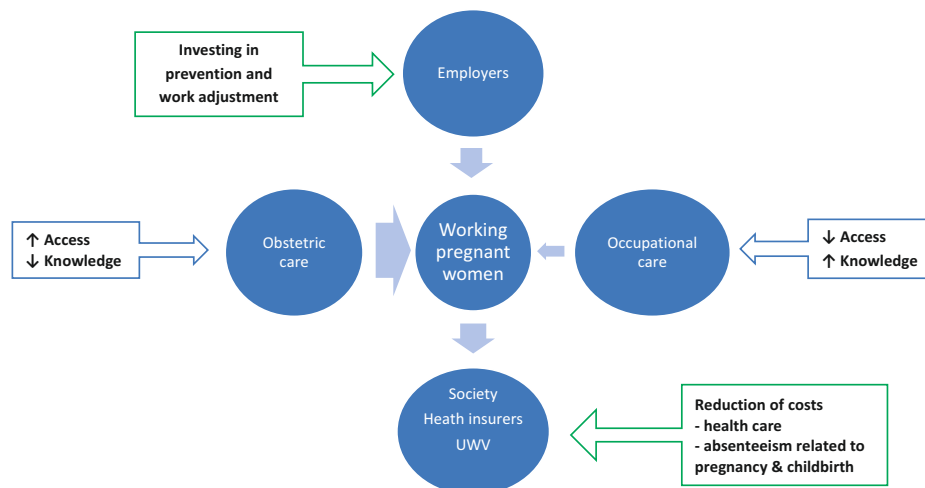 Investing in
prevention and
work adjustment
Employers
↑ Access
↓ Knowledge
Obstetric
care
Working
pregnant
women
Occupational
care
↓ Access
↑ Knowledge
Society
Heath insurers
UWV
Reduction of costs
- health care
- absenteeism related to
pregnancy & childbirth